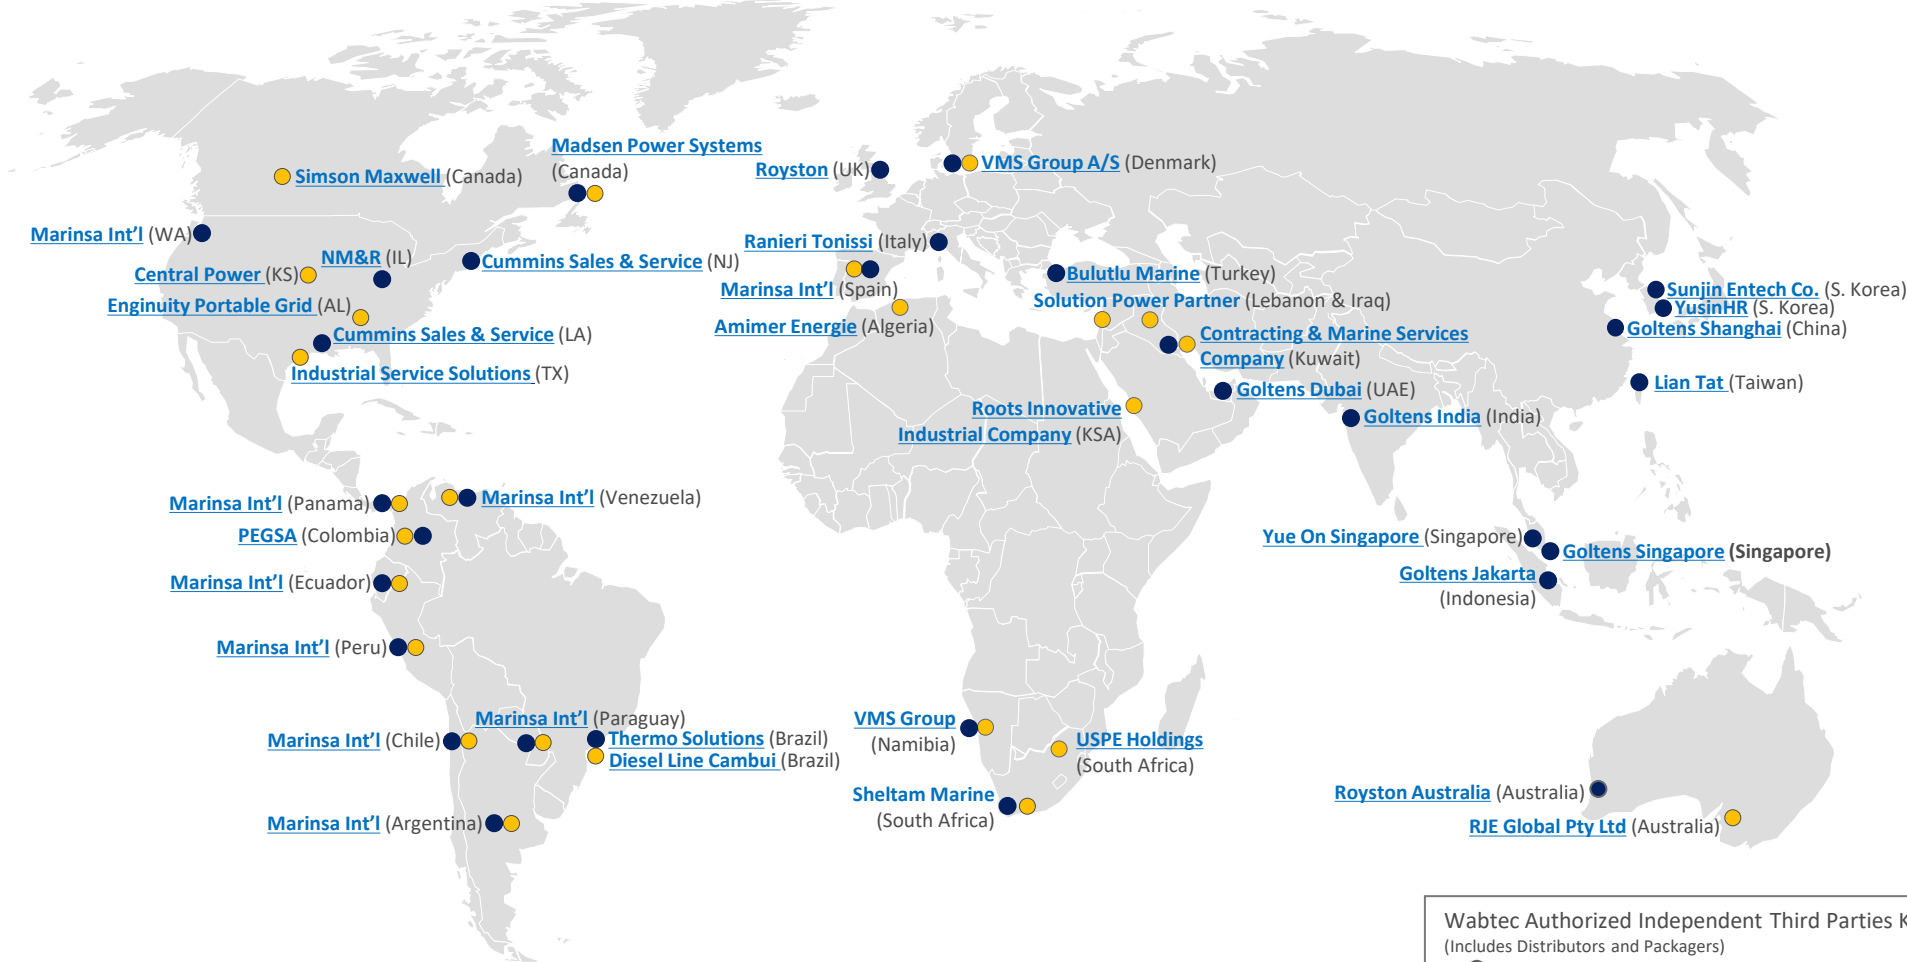 Madsen Power Systems
(Canada)
Simson Maxwell (Canada)
Marinsa Int'l (WA)
NM&R (IL)
Central Power (KS)
Cummins Sales & Service (NJ)
Enginuity Portable Grid (AL)
Cummins Sales & Service (LA)
Industrial Service Solutions (TX)
Royston (UK)
VMS Group A/S (Denmark)
Ranieri Tonissi (Italy)
Marinsa Int'l (Spain)
Bulutlu Marine (Turkey)
Amimer Energie (Algeria)
Solution Power Partner (Lebanon & Iraq)
Contracting & Marine Services
Company (Kuwait)
Goltens Dubai (UAE)
Roots Innovative
Industrial Company (KSA)
Goltens India (India)
Sunjin Entech Co. (S. Korea)
YusinHR (S. Korea)
Goltens Shanghai (China)
Lian Tat (Taiwan)
Marinsa Int'l (Panama)
Marinsa Int'l (Venezuela)
PEGSA (Colombia)
Marinsa Int'l (Ecuador)
Marinsa Int'l (Peru)
Marinsa Int'l (Paraguay)
Marinsa Int'l (Chile)
Thermo Solutions (Brazil)
Diesel Line Cambui (Brazil)
Marinsa Int'l (Argentina)
VMS Group
(Namibia)
USPE Holdings
(South Africa)
Sheltam Marine
(South Africa)
Yue On Singapore (Singapore)
Goltens Singapore (Singapore)
Goltens Jakarta
(Indonesia)
Royston Australia (Australia)
RJE Global Pty Ltd (Australia)
Wabtec Authorized Independent Third Parties K
(Includes Distributors and Packagers)